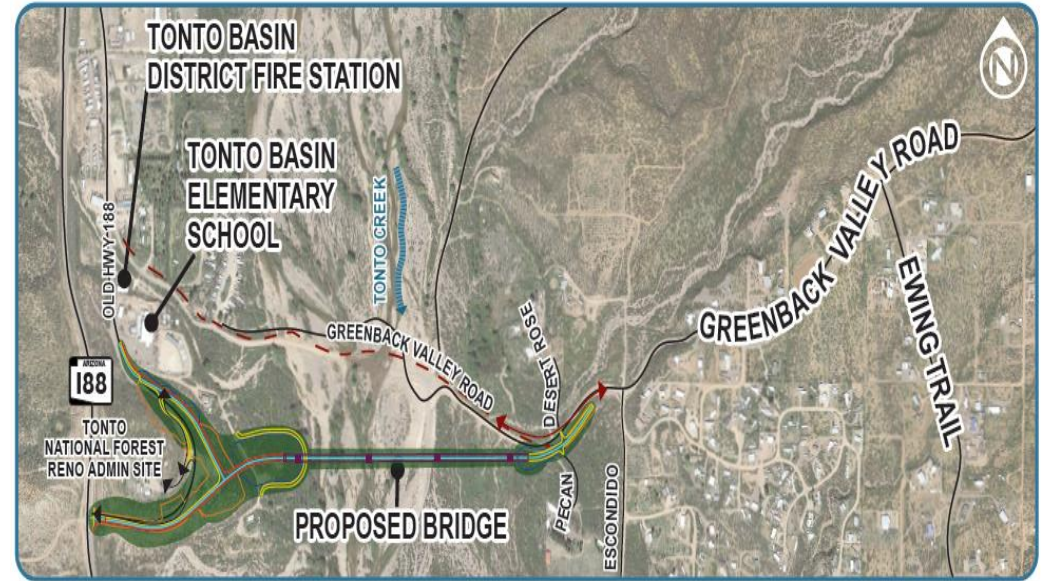 TONTO BASIN
DISTRICT FIRE STATION
TONTO BASIN
ELEMENTARY
SCHOOL
N
OLD HWY 188
TONTO CREEK
GREENBACK VALLEY ROAD
DESERT ROSE
GREENBACK VALLEY ROAD
EWING TRAIL
ARIZONA
188
TONTO
NATIONAL FOREST
RENO ADMIN SITE
PROPOSED BRIDGE
PECAN
ESCONDIDO